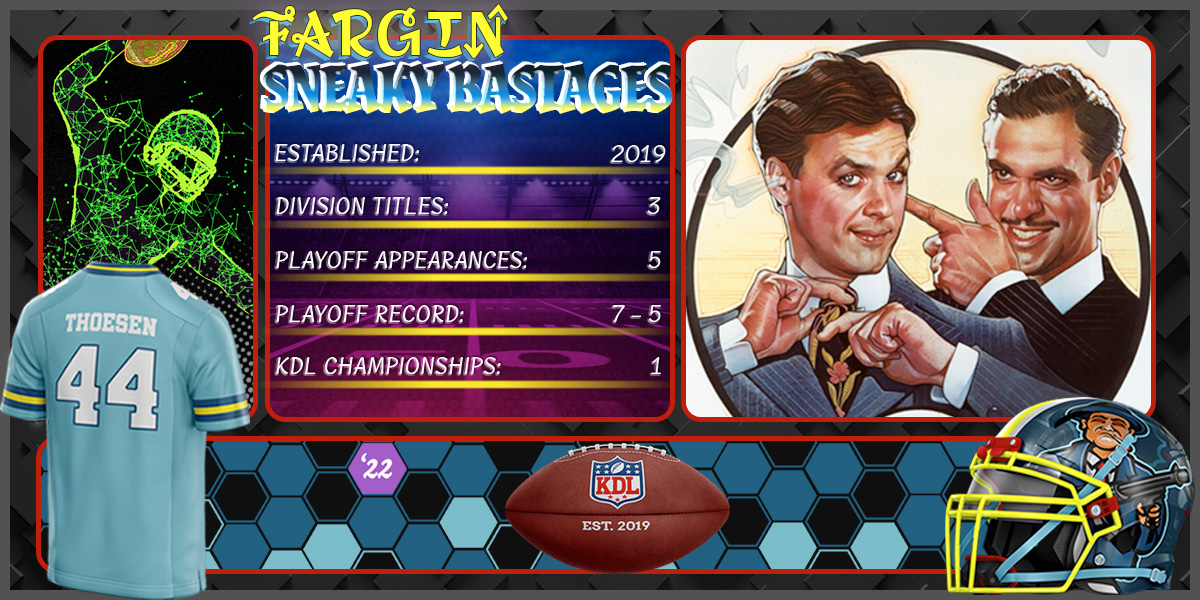 FARGIN
SNEAKY BASTAGES
ESTABLISHED: 2019
DIVISION TITLES: 3
PLAYOFF APPEARANCES: 5
PLAYOFF RECORD: 7 – 5
KDL CHAMPIONSHIPS: 1
THOESEN
44
'22
KDL
EST. 2019